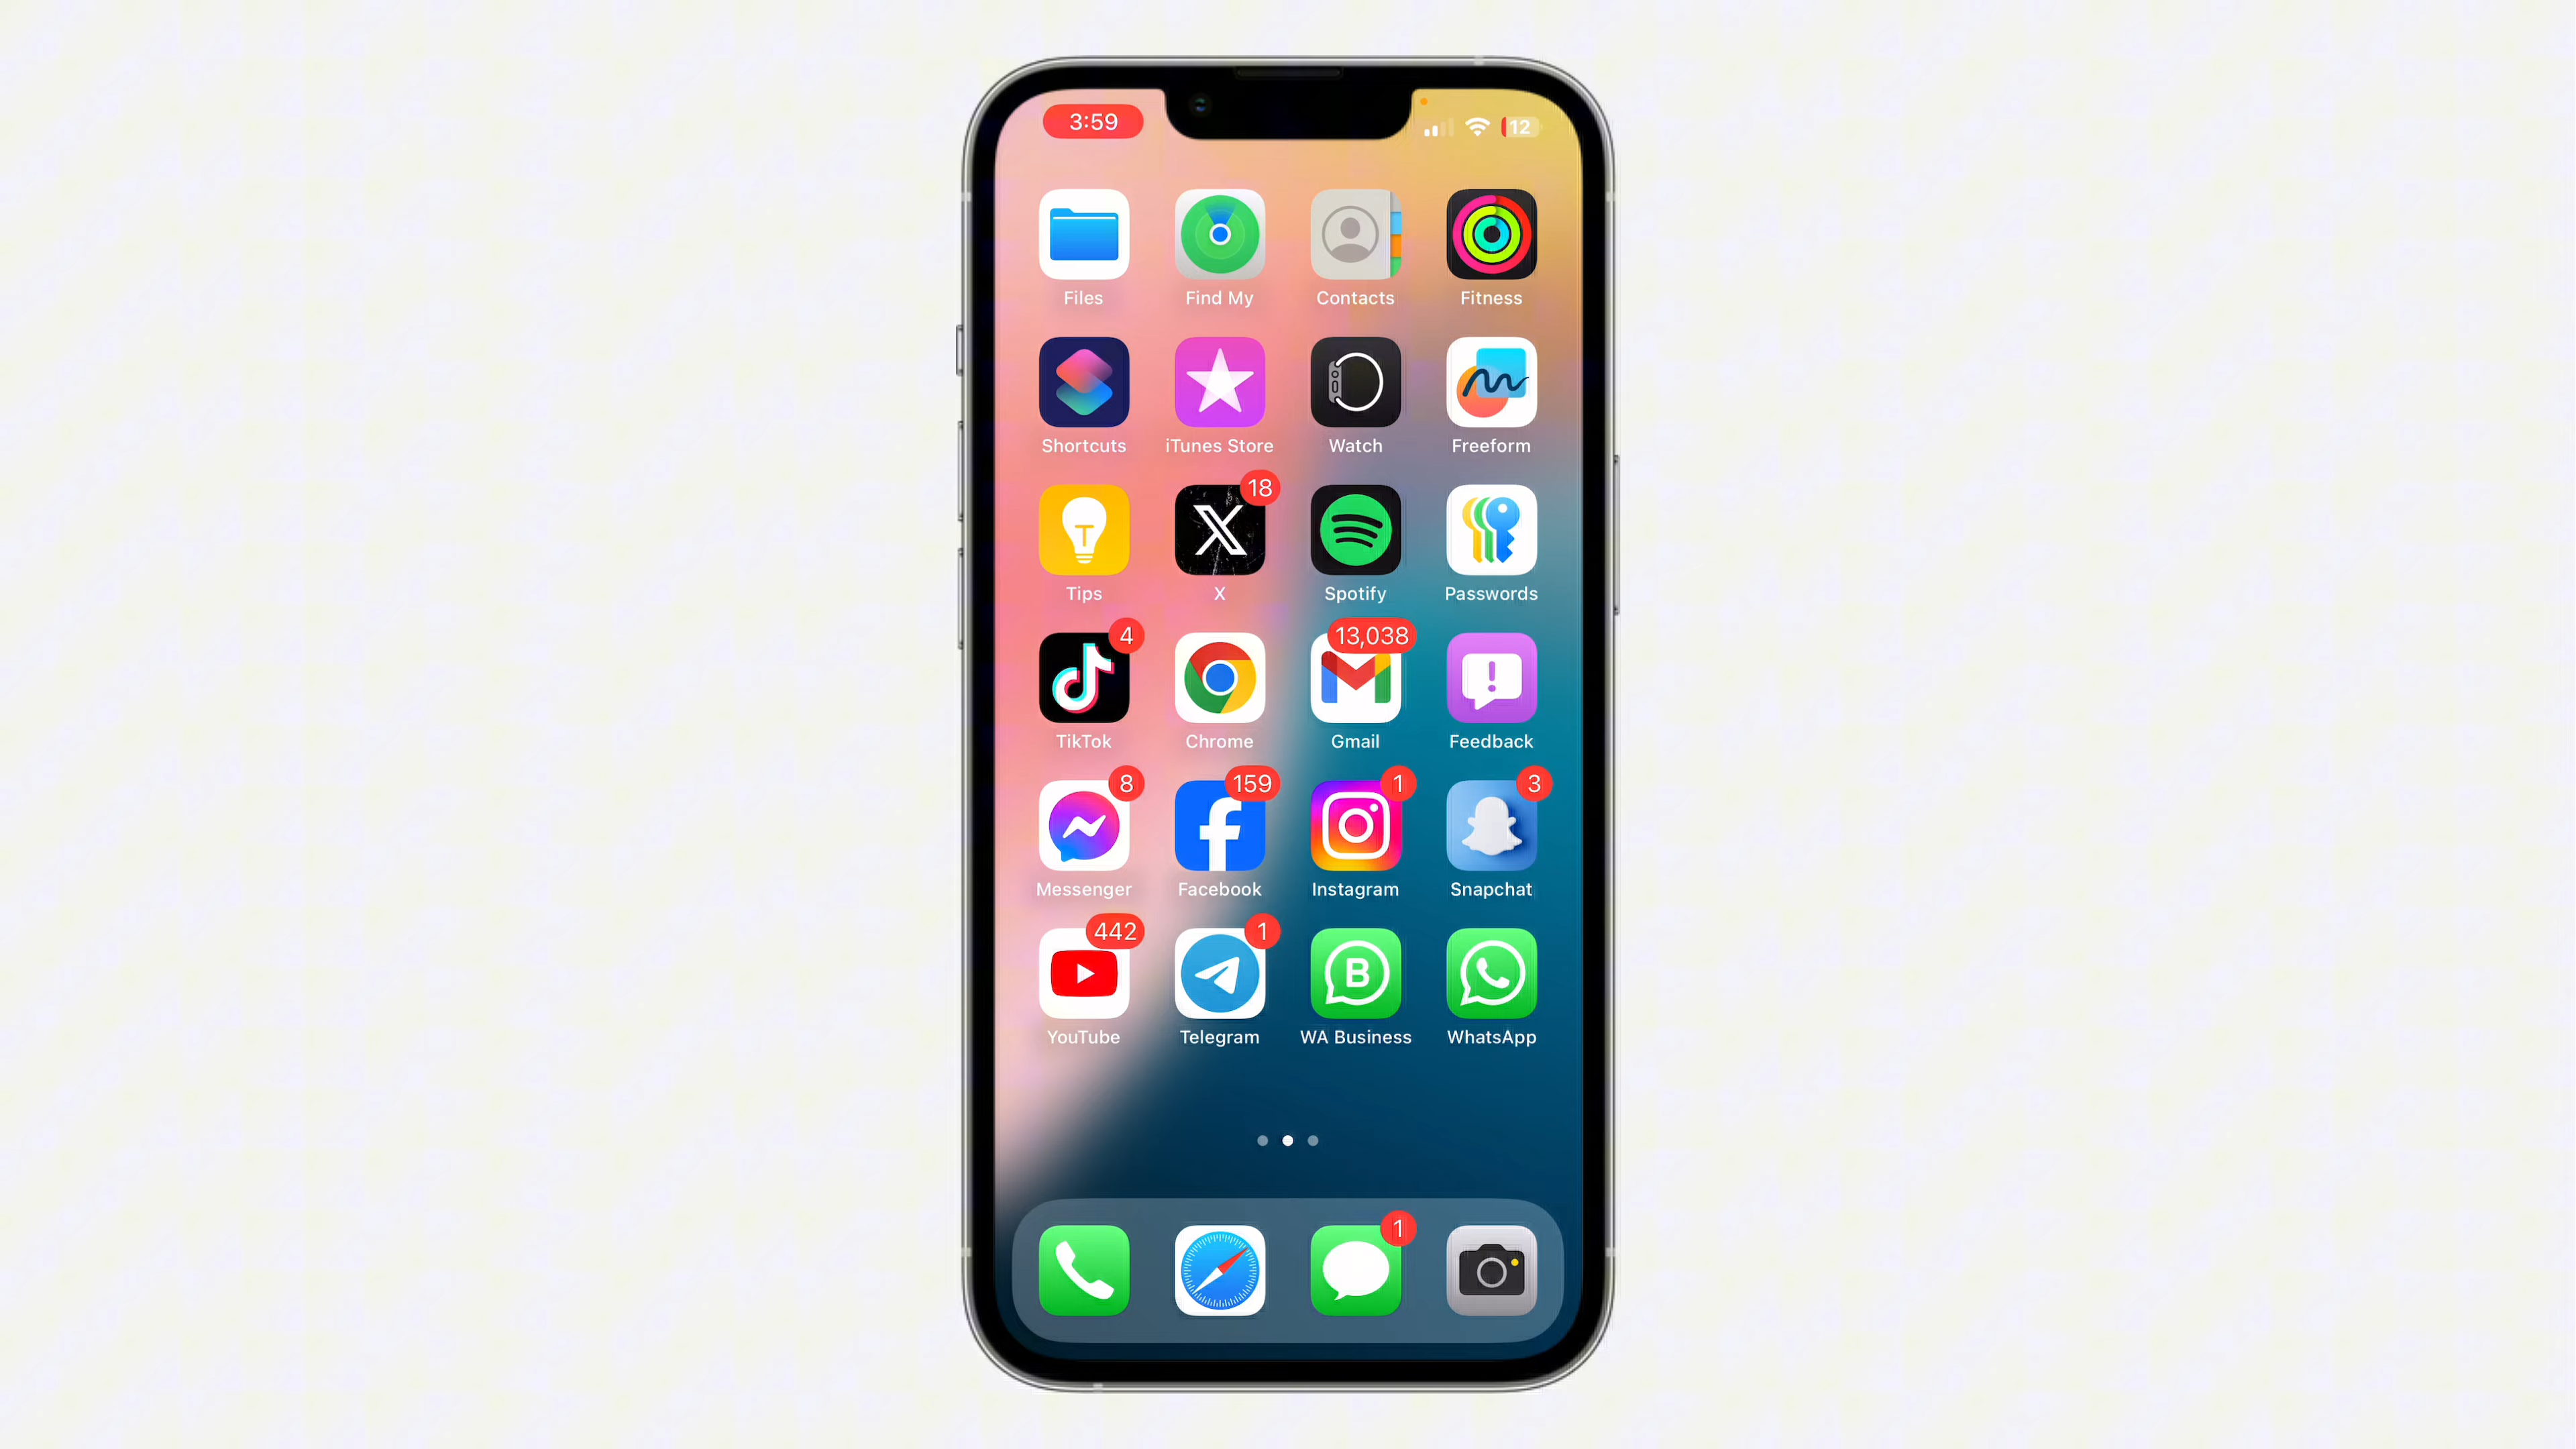 3:59
12
Files Find My Contacts Fitness
Shortcuts iTunes Store Watch Freeform
18
T
Tips X Spotify Passwords
4 13,038
TikTok Chrome Gmail Feedback
8 159 1 3
Messenger Facebook Instagram Snapchat
442 1
B
YouTube Telegram WA Business WhatsApp
1